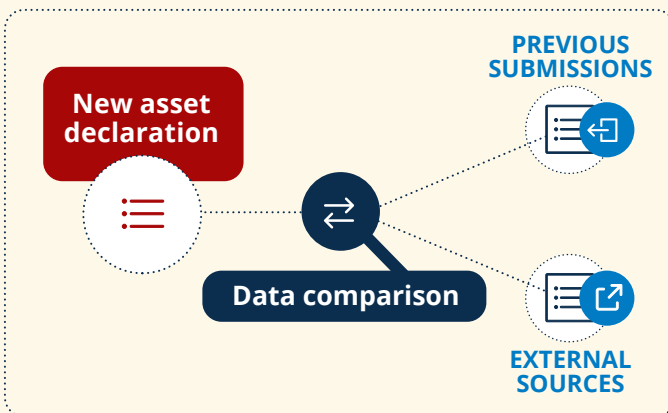 New asset
declaration
Data comparison
PREVIOUS
SUBMISSIONS
EXTERNAL
SOURCES